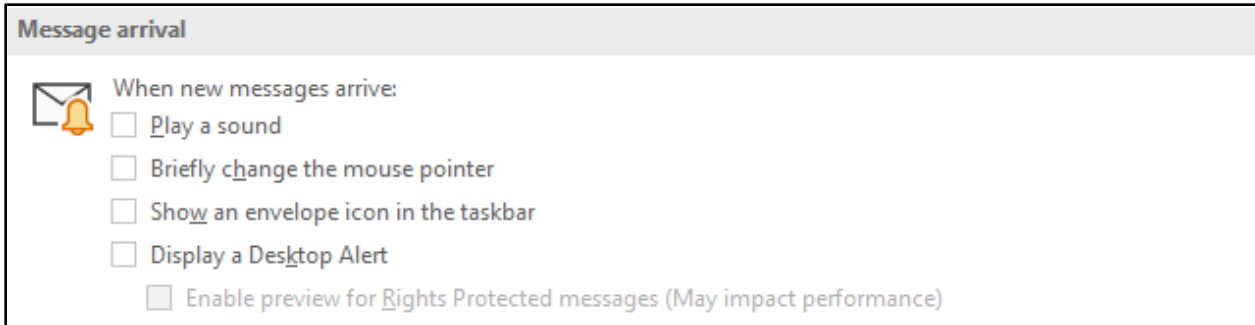 Message arrival
When new messages arrive:
Play a sound
Briefly change the mouse pointer
Show an envelope icon in the taskbar
Display a Desktop Alert
Enable preview for Rights Protected messages (May impact performance)